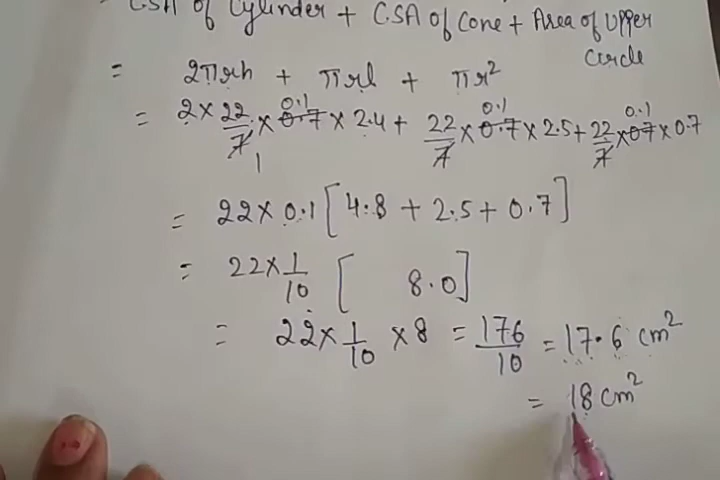 CSA of Cylinder + CSA of Cone + Area of Upper
Circle
= 2πrh + πrl + πr²
= 2 × 22/7 × 0.7 × 2.4 + 22/7 × 0.7 × 2.5 + 22/7 × 0.7 × 0.7
0.1 0.1 0.1
1
= 22 × 0.1 [4.8 + 2.5 + 0.7]
= 22 × 1/10 [ 8.0]
= 22 × 1/10 × 8 = 176/10 = 17.6 cm²
= 18 cm²